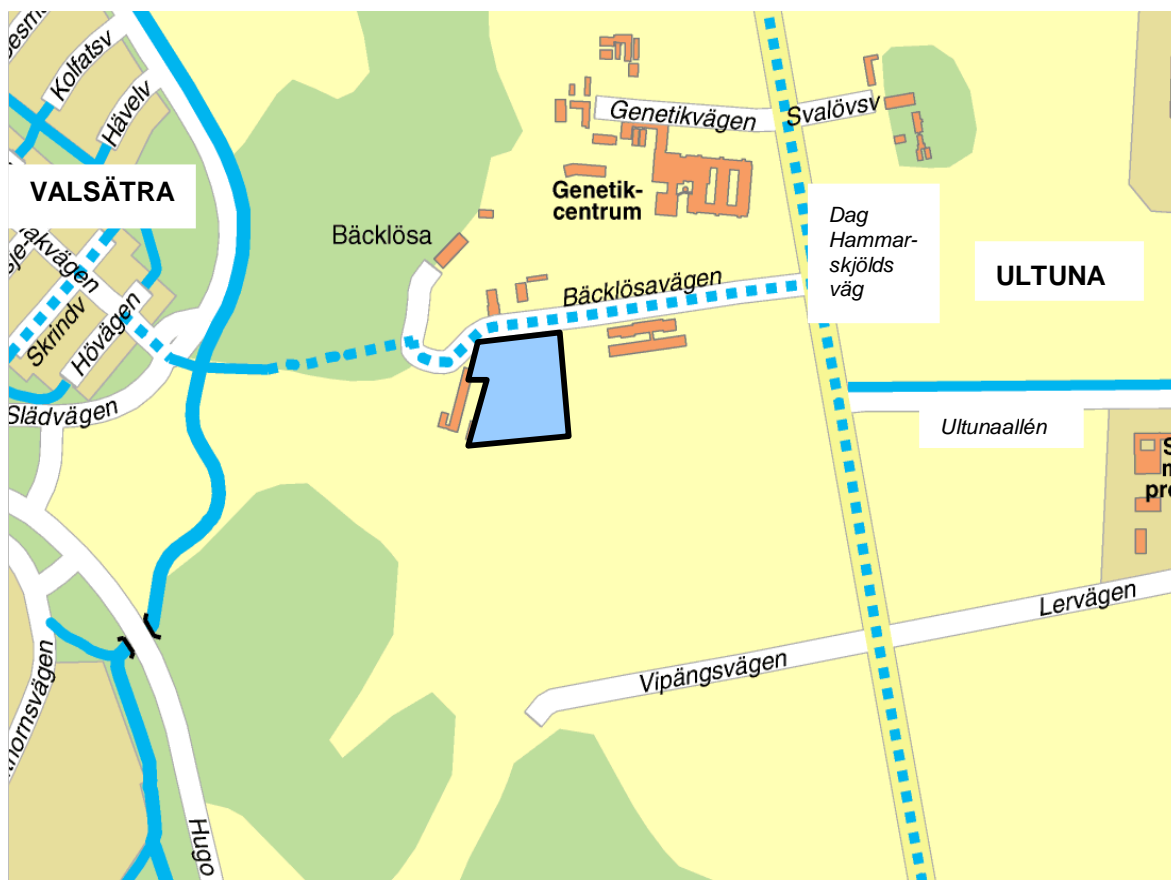 Kolfatsv
Hävelv
VALSÄTRA
Skrindv
Hövägen
Slädvägen
Hugo
Bäcklösa
Genetikvägen
Svalövsv
Genetik-
centrum
Bäcklösavägen
Dag
Hammar-
skjölds
väg
ULTUNA
Ultunaallén
Lervägen
Vipängsvägen